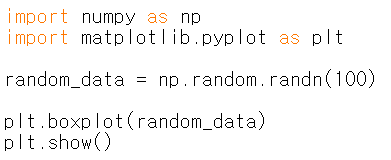 import numpy as np
import matplotlib.pyplot as plt
random_data = np.random.randn(100)
plt.boxplot(random_data)
plt.show()